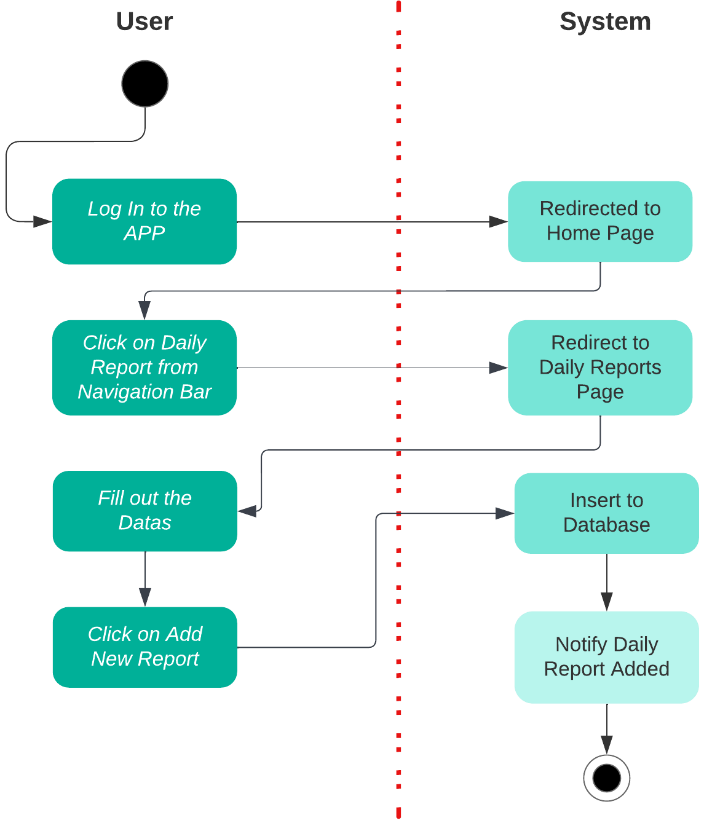 User
System
Log In to the
APP
Redirected to
Home Page
Click on Daily
Report from
Navigation Bar
Redirect to
Daily Reports
Page
Fill out the
Datas
Insert to
Database
Click on Add
New Report
Notify Daily
Report Added